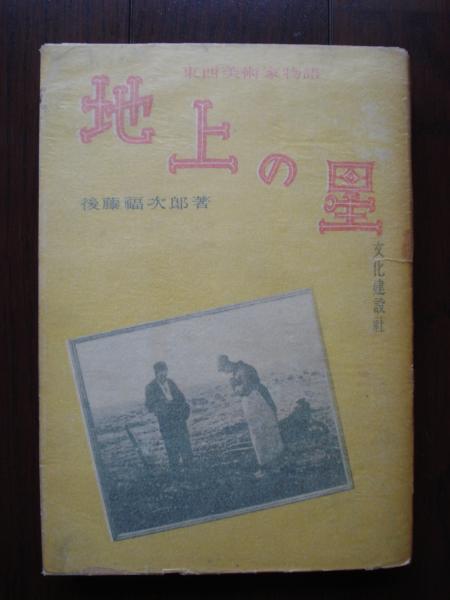 東西美術家物語
地上の星
後藤福次郎著
文化建設社